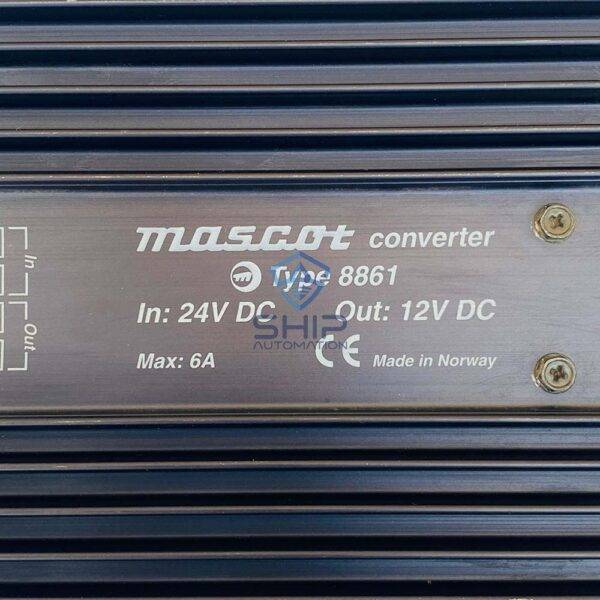 mascot converter
Type 8861
In: 24V DC Out: 12V DC
SHIP
AUTOMATION
Max: 6A CE Made in Norway
In
Out